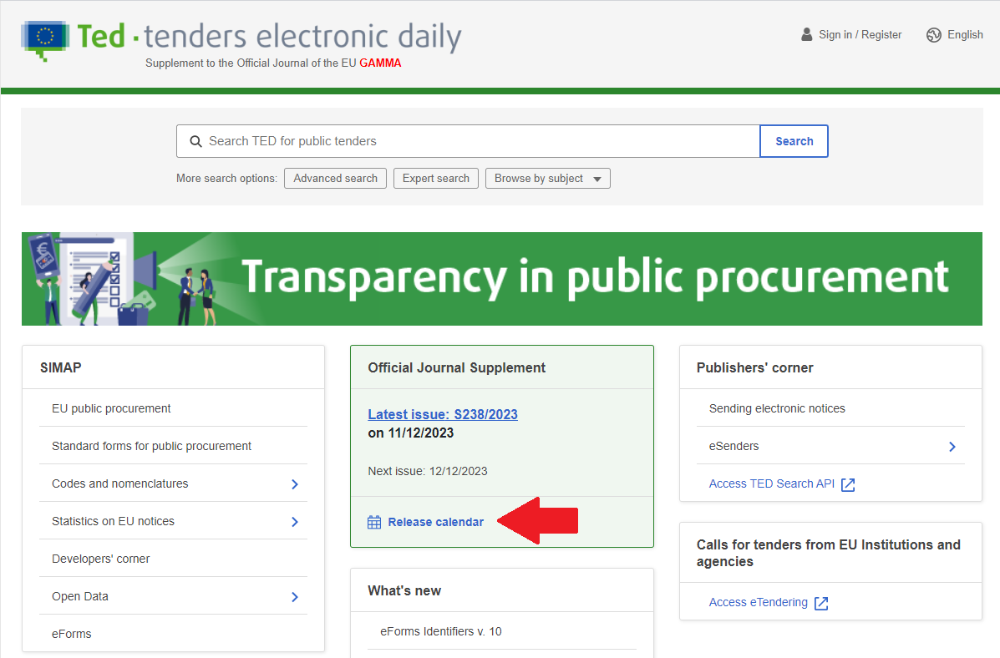 Ted · tenders electronic daily
Supplement to the Official Journal of the EU GAMMA
Sign in / Register
English
Search TED for public tenders
Search
More search options:
Advanced search
Expert search
Browse by subject
Transparency in public procurement
SIMAP
EU public procurement
Standard forms for public procurement
Codes and nomenclatures
Statistics on EU notices
Developers' corner
Open Data
eForms
Official Journal Supplement
Latest issue: S238/2023
on 11/12/2023
Next issue: 12/12/2023
Release calendar
What's new
eForms Identifiers v. 10
Publishers' corner
Sending electronic notices
eSenders
Access TED Search API
Calls for tenders from EU Institutions and
agencies
Access eTendering